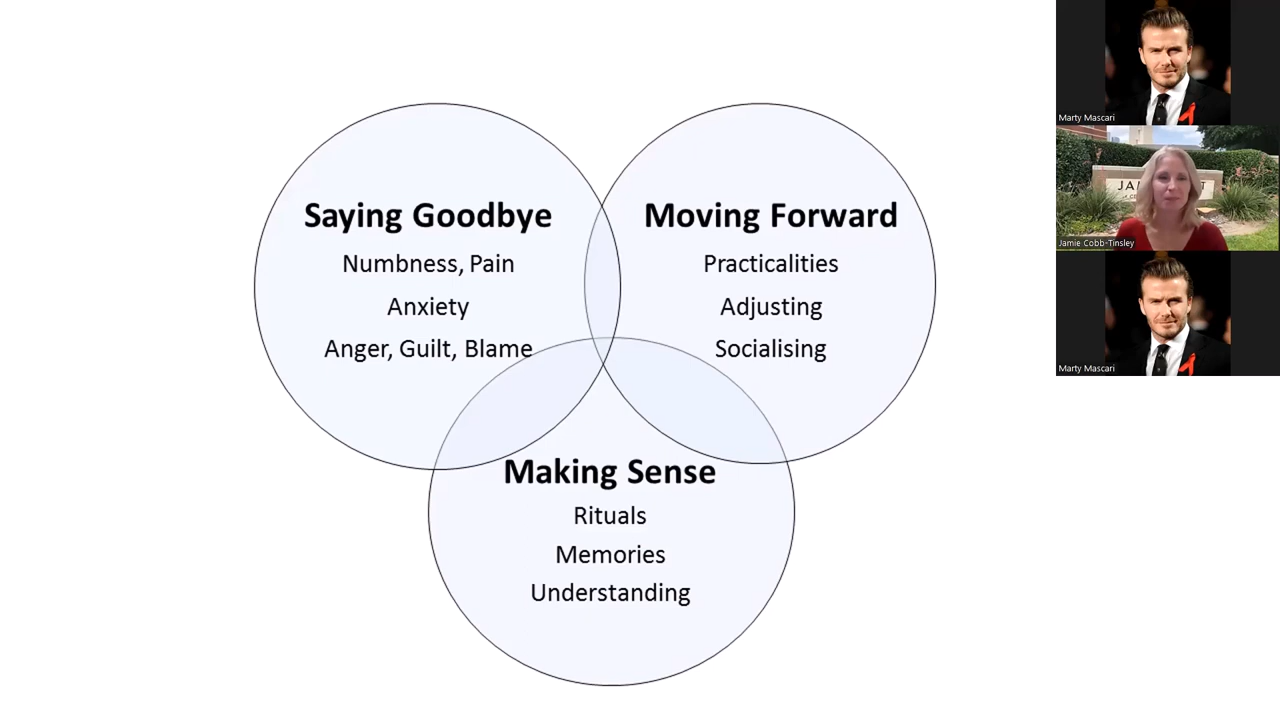 Saying Goodbye
Numbness, Pain
Anxiety
Anger, Guilt, Blame
Moving Forward
Practicalities
Adjusting
Socialising
Making Sense
Rituals
Memories
Understanding
Marty Mascari
Jamie Cobb-Tinsley
Marty Mascari